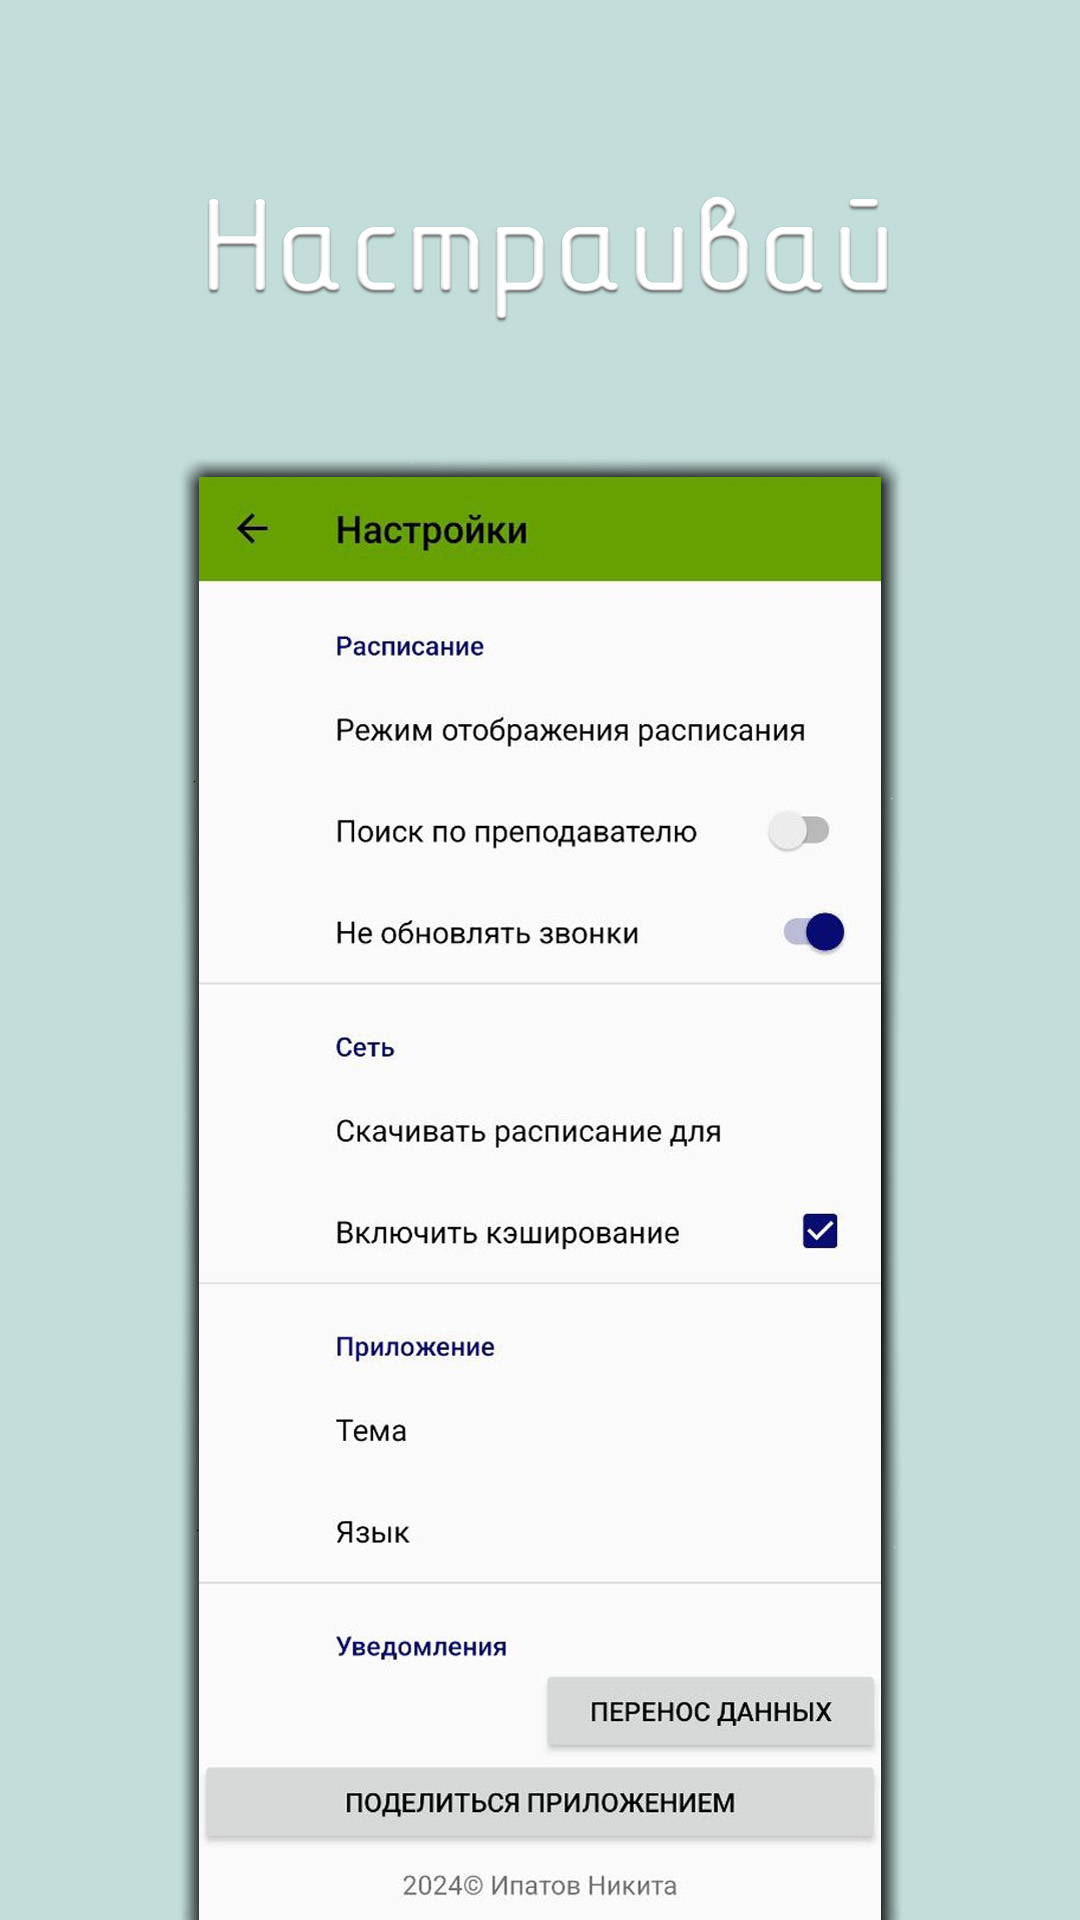 Настраивай
Настройки
Расписание
Режим отображения расписания
Поиск по преподавателю
Не обновлять звонки
Сеть
Скачивать расписание для
Включить кэширование
Приложение
Тема
Язык
Уведомления
ПЕРЕНОС ДАННЫХ
ПОДЕЛИТЬСЯ ПРИЛОЖЕНИЕМ
2024© Ипатов Никита